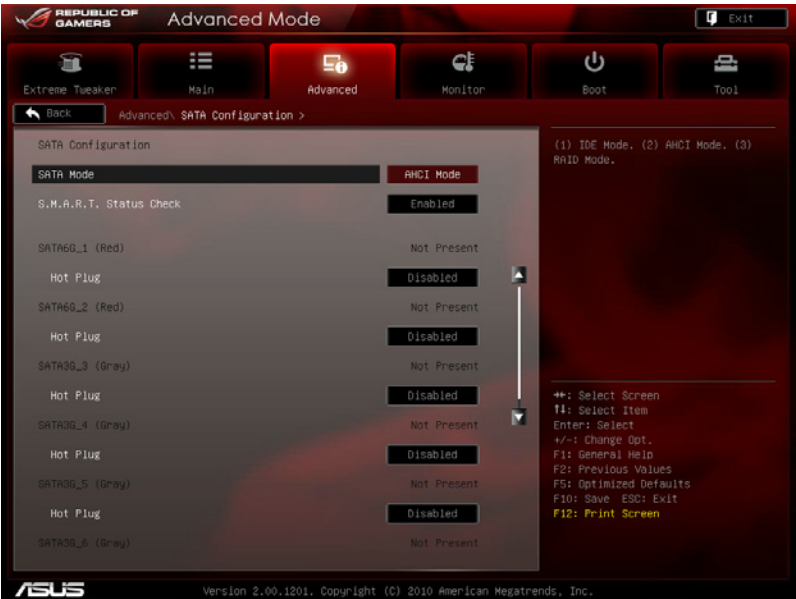 REPUBLIC OF GAMERS
Advanced Mode
Exit
Extreme Tweaker
Main
Advanced
Monitor
Boot
Tool
Back
Advanced\ SATA Configuration >
SATA Configuration
SATA Mode AHCI Mode
S.M.A.R.T. Status Check Enabled
SATA6G_1 (Red) Not Present
Hot Plug Disabled
SATA6G_2 (Red) Not Present
Hot Plug Disabled
SATA3G_3 (Gray) Not Present
Hot Plug Disabled
SATA3G_4 (Gray) Not Present
Hot Plug Disabled
SATA3G_5 (Gray) Not Present
Hot Plug Disabled
SATA3G_6 (Gray) Not Present
(1) IDE Mode. (2) AHCI Mode. (3)
RAID Mode.
→←: Select Screen
↑↓: Select Item
Enter: Select
+/-: Change Opt.
F1: General Help
F2: Previous Values
F5: Optimized Defaults
F10: Save ESC: Exit
F12: Print Screen
ASUS
Version 2.00.1201. Copyright (C) 2010 American Megatrends, Inc.